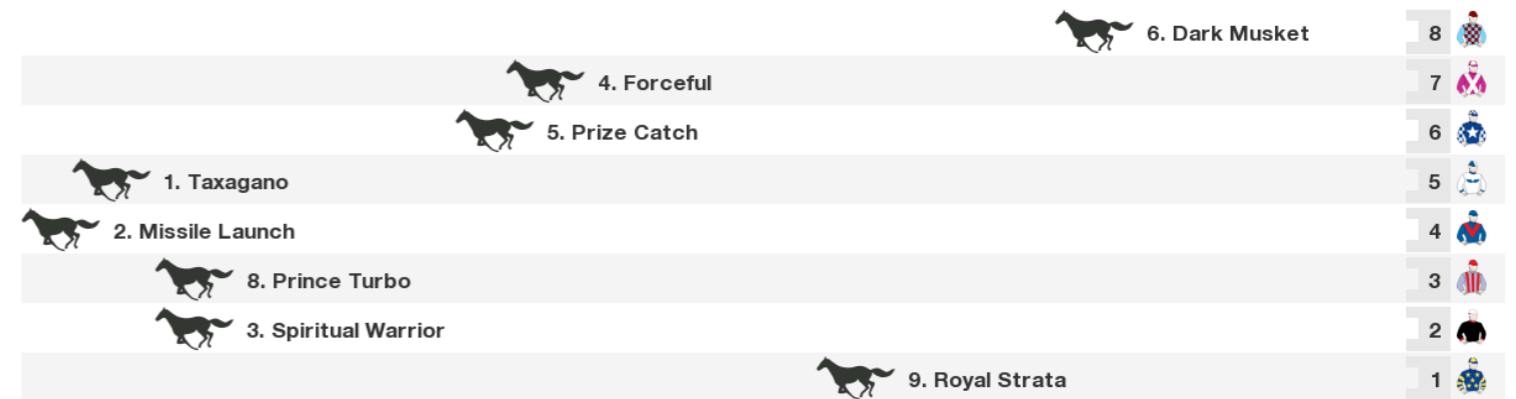 6. Dark Musket 8
4. Forceful 7
5. Prize Catch 6
1. Taxagano 5
2. Missile Launch 4
8. Prince Turbo 3
3. Spiritual Warrior 2
9. Royal Strata 1